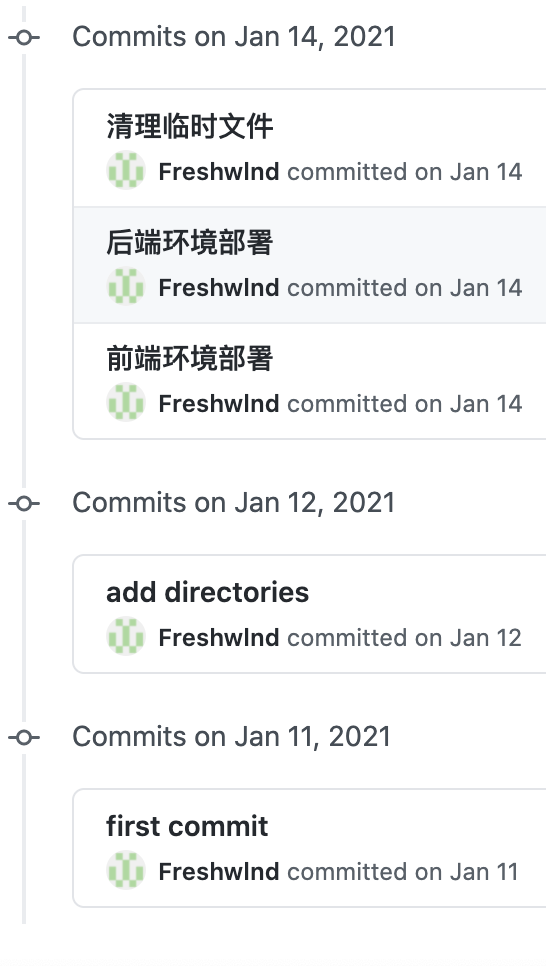 Commits on Jan 14, 2021
清理临时文件
Freshwlnd committed on Jan 14
后端环境部署
Freshwlnd committed on Jan 14
前端环境部署
Freshwlnd committed on Jan 14
Commits on Jan 12, 2021
add directories
Freshwlnd committed on Jan 12
Commits on Jan 11, 2021
first commit
Freshwlnd committed on Jan 11